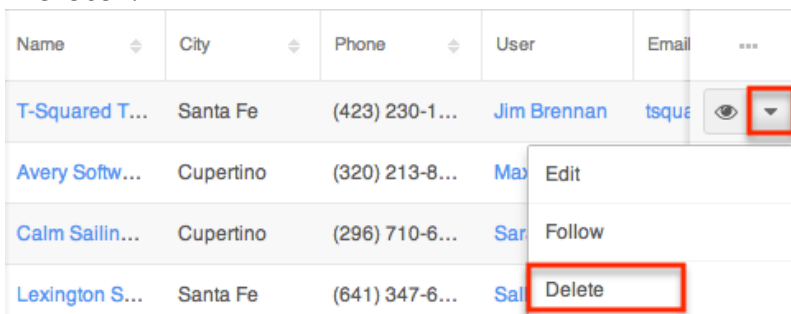 Name City Phone User Email
T-Squared T... Santa Fe (423) 230-1... Jim Brennan tsqua
Avery Softw... Cupertino (320) 213-8... Max Edit
Calm Sailin... Cupertino (296) 710-6... Sar Follow
Lexington S... Santa Fe (641) 347-6... Sall Delete